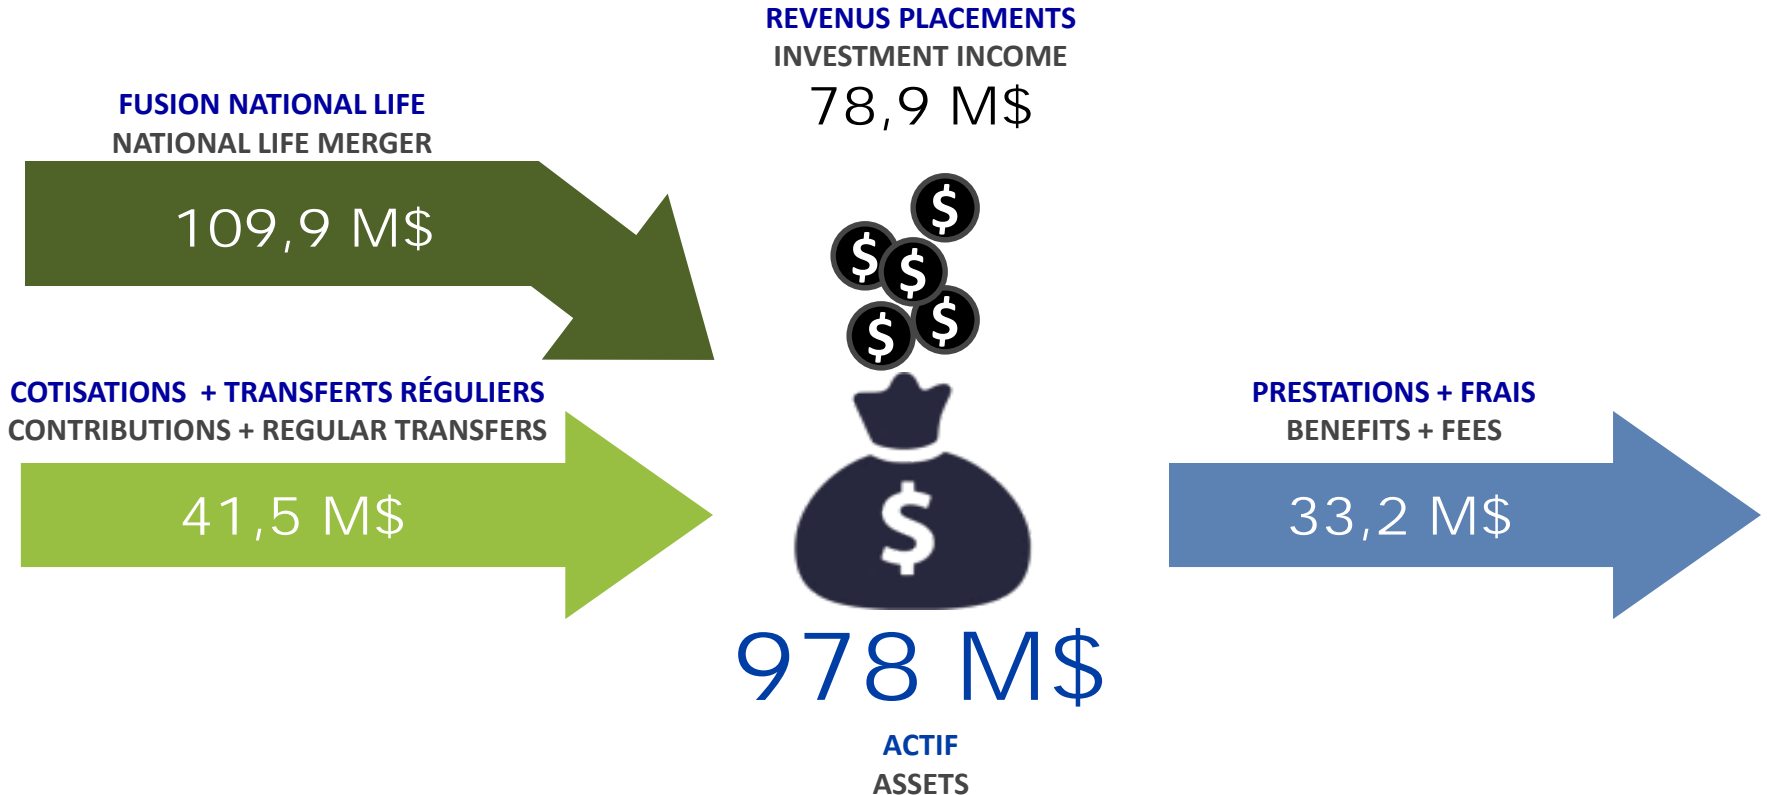 REVENUS PLACEMENTS
INVESTMENT INCOME
78,9 M$
FUSION NATIONAL LIFE
NATIONAL LIFE MERGER
109,9 M$
$
$
$
$
$
COTISATIONS + TRANSFERTS RÉGULIERS
CONTRIBUTIONS + REGULAR TRANSFERS
41,5 M$
$
PRESTATIONS + FRAIS
BENEFITS + FEES
33,2 M$
978 M$
ACTIF
ASSETS